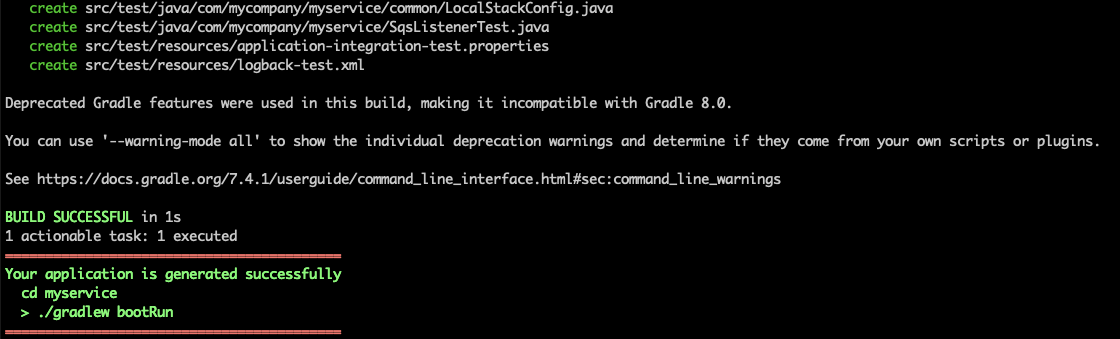 create src/test/java/com/mycompany/myservice/common/LocalStackConfig.java
create src/test/java/com/mycompany/myservice/SqsListenerTest.java
create src/test/resources/application-integration-test.properties
create src/test/resources/logback-test.xml
Deprecated Gradle features were used in this build, making it incompatible with Gradle 8.0.
You can use '--warning-mode all' to show the individual deprecation warnings and determine if they come from your own scripts or plugins.
See https://docs.gradle.org/7.4.1/userguide/command_line_interface.html#sec:command_line_warnings
BUILD SUCCESSFUL in 1s
1 actionable task: 1 executed
Your application is generated successfully
cd myservice
> ./gradlew bootRun